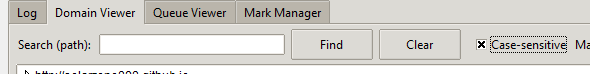 Log Domain Viewer Queue Viewer Mark Manager
Search (path): Find Clear Case-sensitive